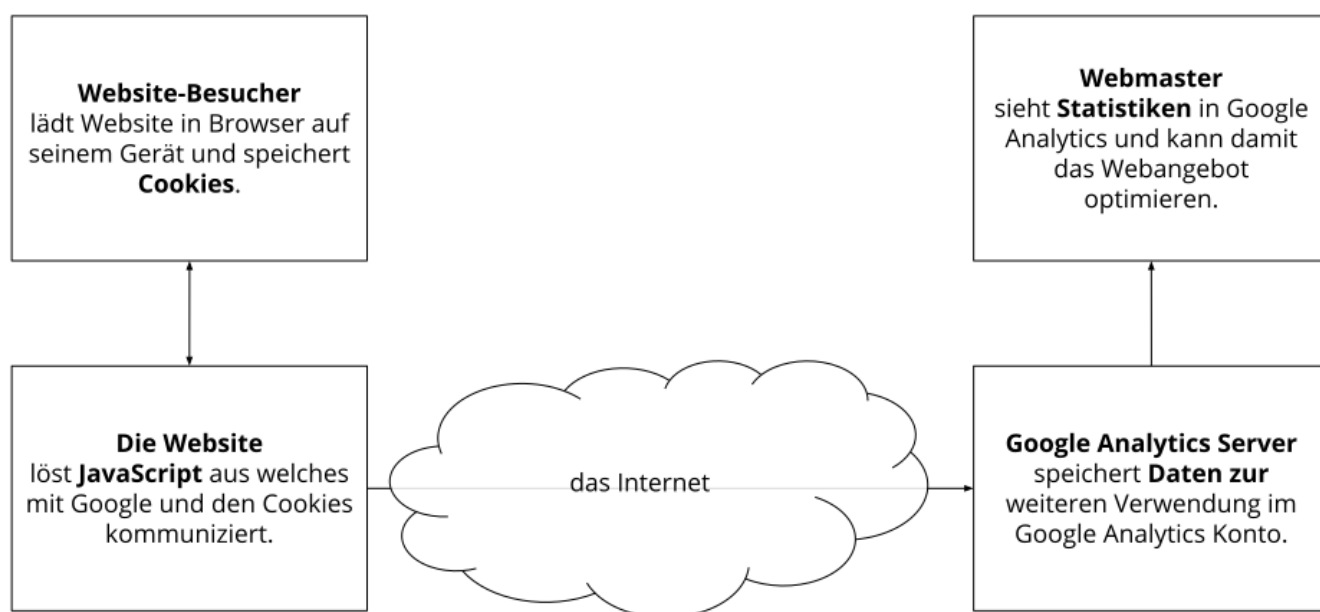 Website-Besucher
lädt Website in Browser auf
seinem Gerät und speichert
Cookies.
Webmaster
sieht Statistiken in Google
Analytics und kann damit
das Webangebot
optimieren.
Die Website
löst JavaScript aus welches
mit Google und den Cookies
kommuniziert.
das Internet
Google Analytics Server
speichert Daten zur
weiteren Verwendung im
Google Analytics Konto.